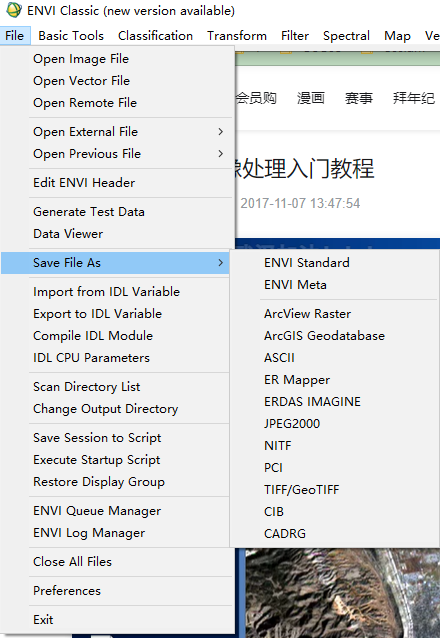 ENVI Classic (new version available)
File Basic Tools Classification Transform Filter Spectral Map Ve
Open Image File
Open Vector File
Open Remote File
Open External File
Open Previous File
Edit ENVI Header
Generate Test Data
Data Viewer
Save File As
Import from IDL Variable
Export to IDL Variable
Compile IDL Module
IDL CPU Parameters
Scan Directory List
Change Output Directory
Save Session to Script
Execute Startup Script
Restore Display Group
ENVI Queue Manager
ENVI Log Manager
Close All Files
Preferences
Exit
ENVI Standard
ENVI Meta
ArcView Raster
ArcGIS Geodatabase
ASCII
ER Mapper
ERDAS IMAGINE
JPEG2000
NITF
PCI
TIFF/GeoTIFF
CIB
CADRG
会员购 漫画 赛事 拜年纪
像处理入门教程
2017-11-07 13:47:54